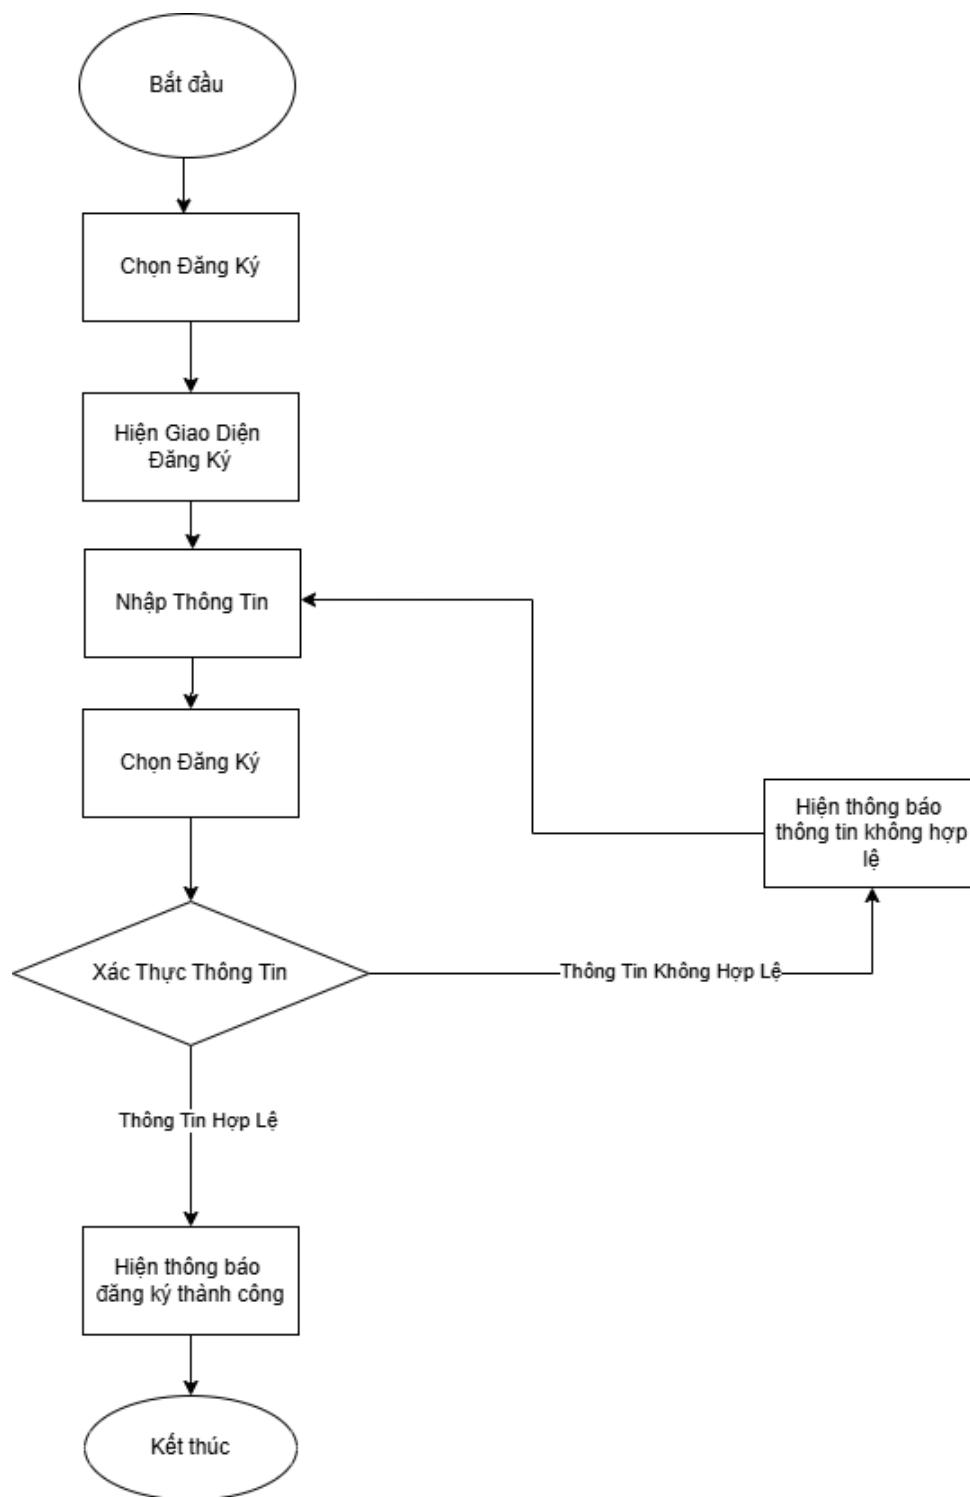 Bắt đầu
Chọn Đăng Ký
Hiện Giao Diện
Đăng Ký
Nhập Thông Tin
Chọn Đăng Ký
Hiện thông báo
thông tin không hợp
lệ
Xác Thực Thông Tin
Thông Tin Không Hợp Lệ
Thông Tin Hợp Lệ
Hiện thông báo
đăng ký thành công
Kết thúc